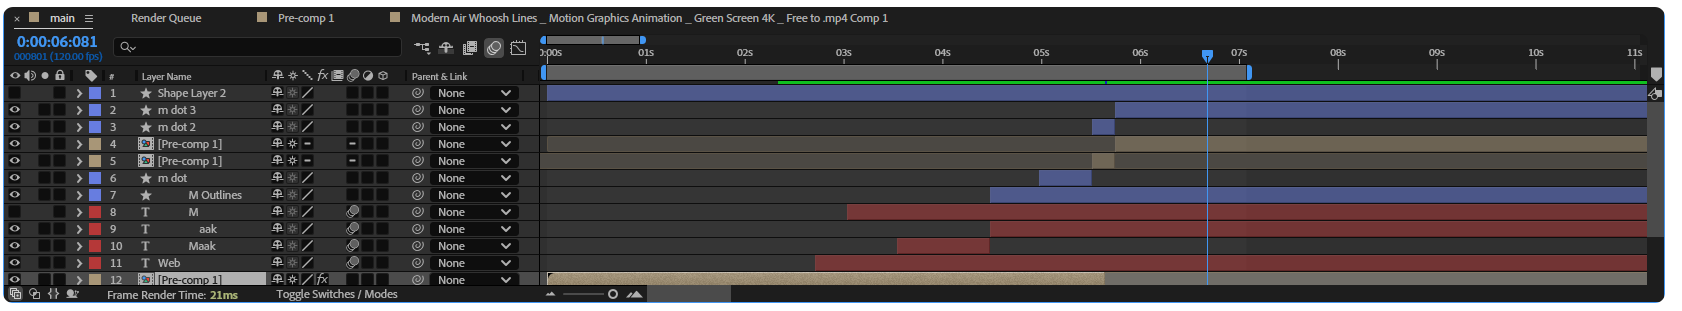 × main ☰ Render Queue Pre-comp 1 Modern Air Whoosh Lines _ Motion Graphics Animation _ Green Screen 4K _ Free to .mp4 Comp 1
0:00:06:081
000801 (120.00 fps)
:00s 01s 02s 03s 04s 05s 06s 07s 08s 09s 10s 11s
# Layer Name fx Parent & Link
1 Shape Layer 2 None
2 m dot 3 None
3 m dot 2 None
4 [Pre-comp 1] None
5 [Pre-comp 1] None
6 m dot None
7 M Outlines None
8 T M None
9 T aak None
10 T Maak None
11 T Web None
12 [Pre-comp 1] fx None
Frame Render Time: 21ms Toggle Switches / Modes